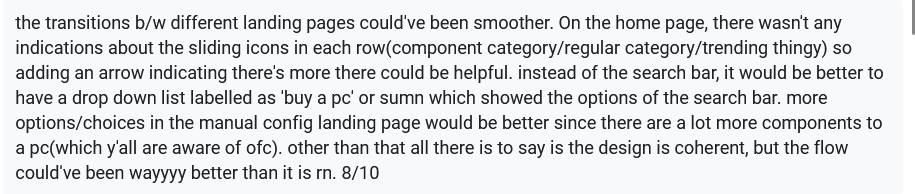 the transitions b/w different landing pages could've been smoother. On the home page, there wasn't any
indications about the sliding icons in each row(component category/regular category/trending thingy) so
adding an arrow indicating there's more there could be helpful. instead of the search bar, it would be better to
have a drop down list labelled as 'buy a pc' or sumn which showed the options of the search bar. more
options/choices in the manual config landing page would be better since there are a lot more components to
a pc(which y'all are aware of ofc). other than that all there is to say is the design is coherent, but the flow
could've been wayyyy better than it is rn. 8/10